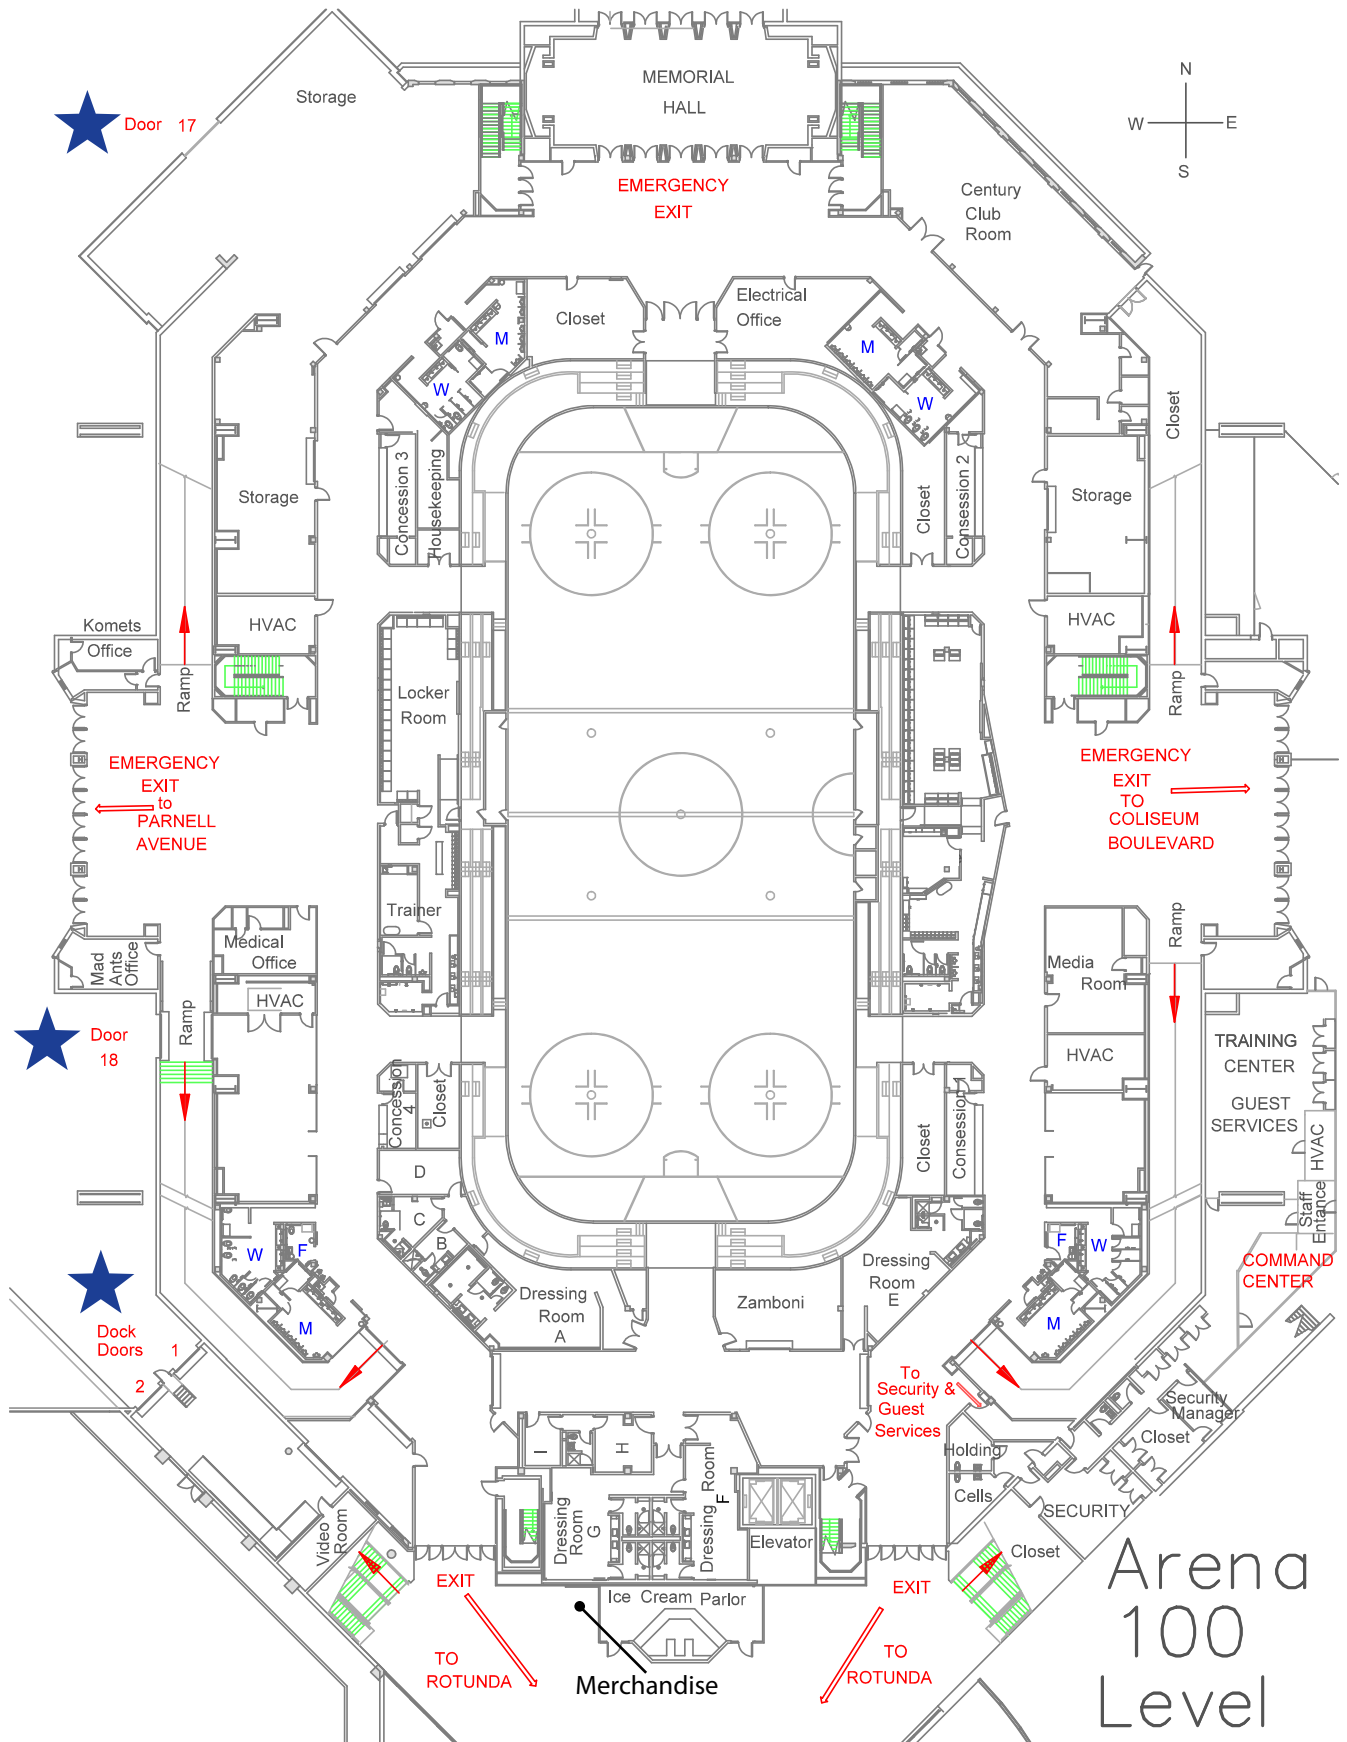 N
W
E
S
Storage
Door 17
MEMORIAL
HALL
EMERGENCY
EXIT
Century
Club
Room
Closet
Electrical
Office
M
W
M
W
Closet
Concession 3
Housekeeping
Closet
Consession 2
Storage
Storage
Komets
Office
HVAC
HVAC
Ramp
Ramp
Locker
Room
EMERGENCY
EXIT
to
PARNELL
AVENUE
EMERGENCY
EXIT
TO
COLISEUM
BOULEVARD
Trainer
Mad
Ants
Office
Medical
Office
HVAC
Ramp
Ramp
Media
Room
HVAC
Door
18
TRAINING
CENTER
GUEST
SERVICES
HVAC
Staff
Entance
COMMAND
CENTER
Concession
4
Closet
Closet
Consession 1
D
C
B
W
F
M
F
W
M
Dressing
Room
A
Zamboni
Dressing
Room
E
Dock
Doors
1
2
To
Security &
Guest
Services
Security
Manager
Closet
Holding
Cells
SECURITY
Closet
I
H
Dressing
Room
G
Dressing Room
F
Elevator
Video
Room
EXIT
TO
ROTUNDA
Ice Cream Parlor
Merchandise
EXIT
TO
ROTUNDA
Arena
100
Level